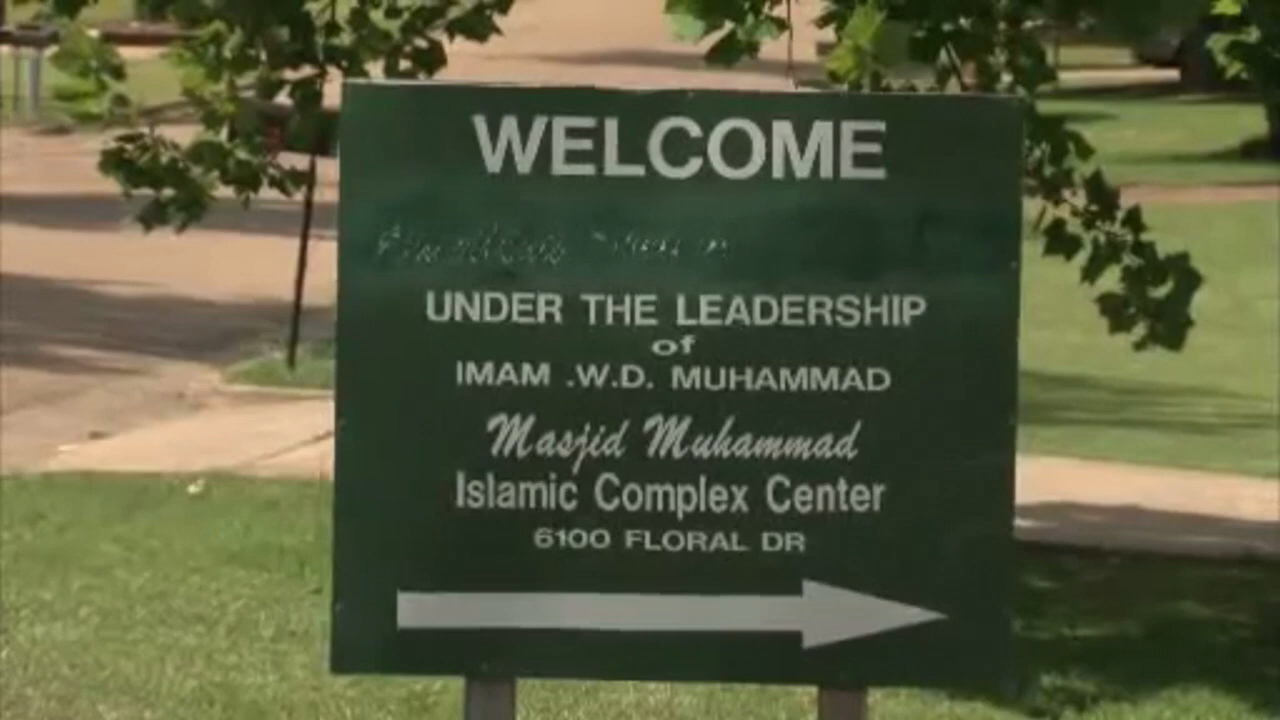 WELCOME
UNDER THE LEADERSHIP
of
IMAM .W.D. MUHAMMAD
Masjid Muhammad
Islamic Complex Center
6100 FLORAL DR